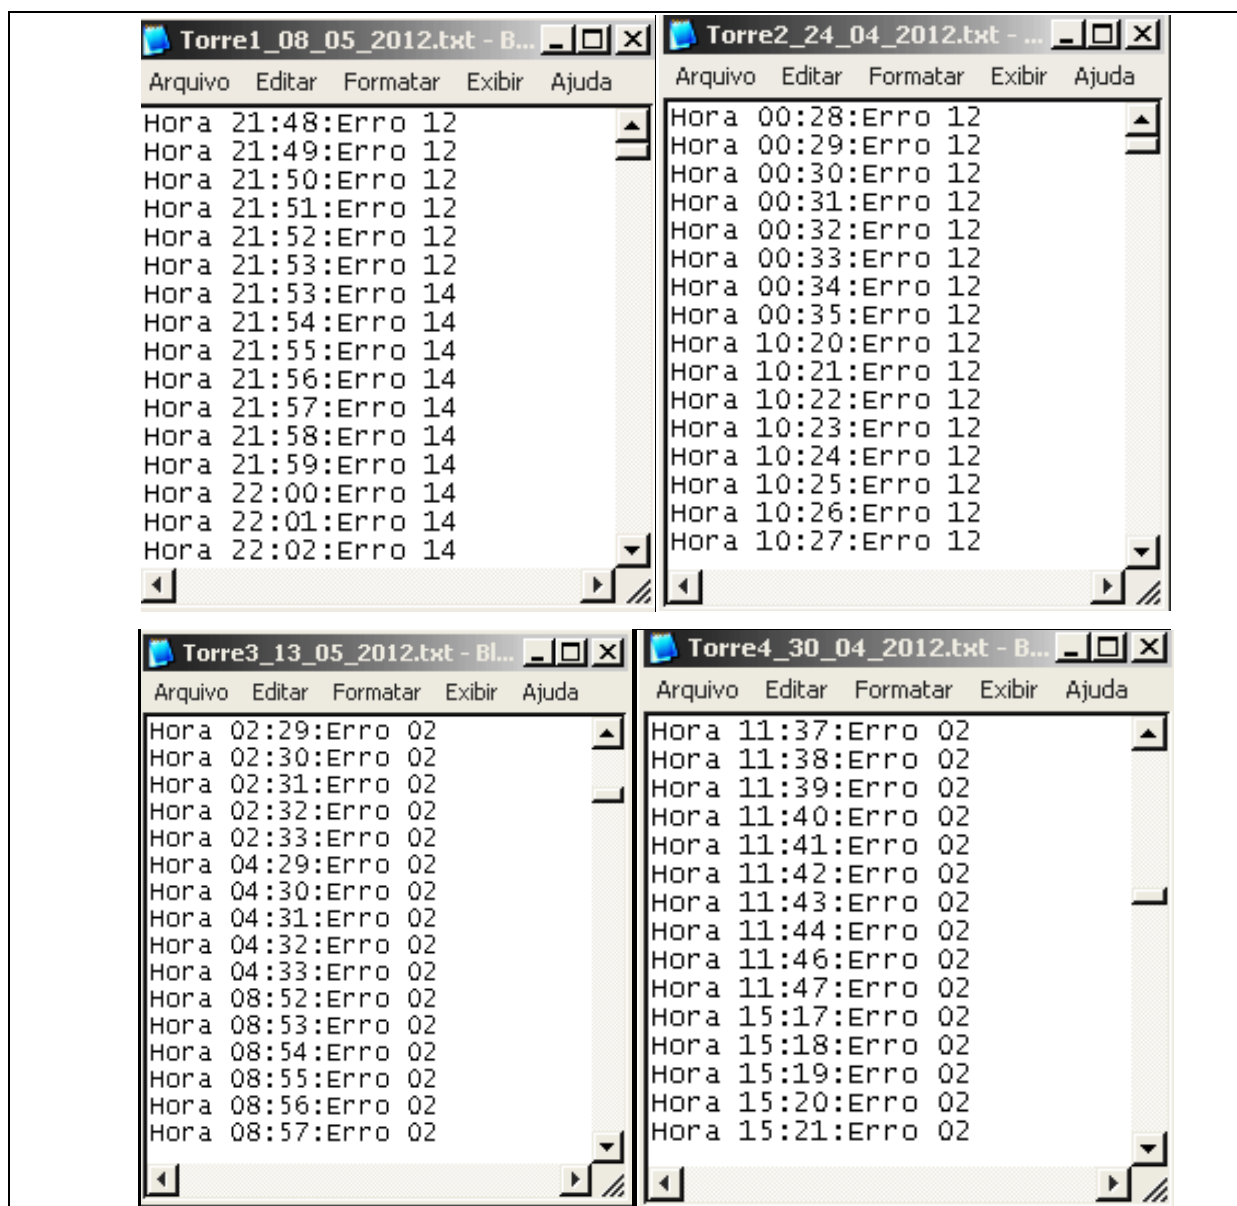 Torre1_08_05_2012.txt - B...
Arquivo Editar Formatar Exibir Ajuda
Hora 21:48:Erro 12
Hora 21:49:Erro 12
Hora 21:50:Erro 12
Hora 21:51:Erro 12
Hora 21:52:Erro 12
Hora 21:53:Erro 12
Hora 21:53:Erro 14
Hora 21:54:Erro 14
Hora 21:55:Erro 14
Hora 21:56:Erro 14
Hora 21:57:Erro 14
Hora 21:58:Erro 14
Hora 21:59:Erro 14
Hora 22:00:Erro 14
Hora 22:01:Erro 14
Hora 22:02:Erro 14
Torre2_24_04_2012.txt - ...
Arquivo Editar Formatar Exibir Ajuda
Hora 00:28:Erro 12
Hora 00:29:Erro 12
Hora 00:30:Erro 12
Hora 00:31:Erro 12
Hora 00:32:Erro 12
Hora 00:33:Erro 12
Hora 00:34:Erro 12
Hora 00:35:Erro 12
Hora 10:20:Erro 12
Hora 10:21:Erro 12
Hora 10:22:Erro 12
Hora 10:23:Erro 12
Hora 10:24:Erro 12
Hora 10:25:Erro 12
Hora 10:26:Erro 12
Hora 10:27:Erro 12
Torre3_13_05_2012.txt - Bl...
Arquivo Editar Formatar Exibir Ajuda
Hora 02:29:Erro 02
Hora 02:30:Erro 02
Hora 02:31:Erro 02
Hora 02:32:Erro 02
Hora 02:33:Erro 02
Hora 04:29:Erro 02
Hora 04:30:Erro 02
Hora 04:31:Erro 02
Hora 04:32:Erro 02
Hora 04:33:Erro 02
Hora 08:52:Erro 02
Hora 08:53:Erro 02
Hora 08:54:Erro 02
Hora 08:55:Erro 02
Hora 08:56:Erro 02
Hora 08:57:Erro 02
Torre4_30_04_2012.txt - B...
Arquivo Editar Formatar Exibir Ajuda
Hora 11:37:Erro 02
Hora 11:38:Erro 02
Hora 11:39:Erro 02
Hora 11:40:Erro 02
Hora 11:41:Erro 02
Hora 11:42:Erro 02
Hora 11:43:Erro 02
Hora 11:44:Erro 02
Hora 11:46:Erro 02
Hora 11:47:Erro 02
Hora 15:17:Erro 02
Hora 15:18:Erro 02
Hora 15:19:Erro 02
Hora 15:20:Erro 02
Hora 15:21:Erro 02